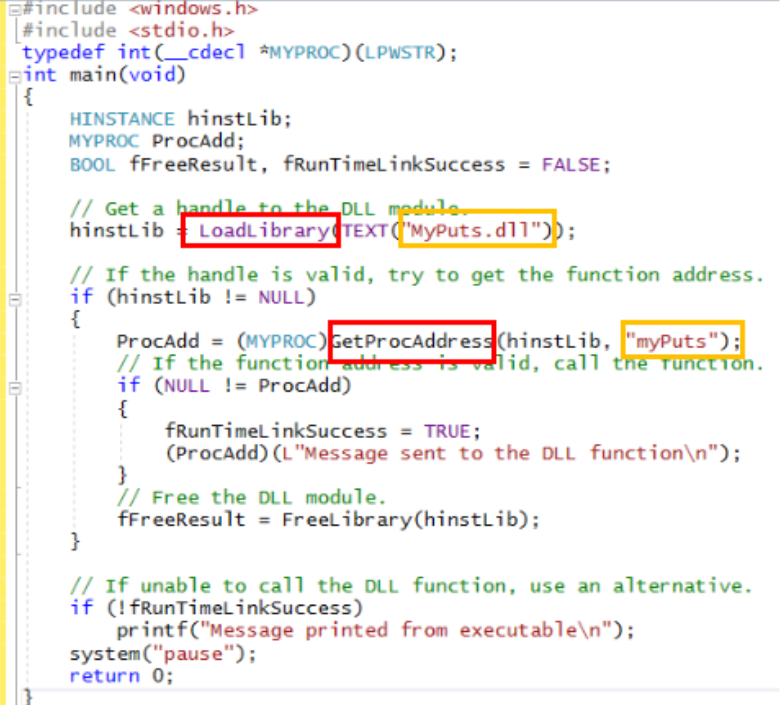 #include <windows.h>
#include <stdio.h>
typedef int(__cdecl *MYPROC)(LPWSTR);
int main(void)
{
    HINSTANCE hinstLib;
    MYPROC ProcAdd;
    BOOL fFreeResult, fRunTimeLinkSuccess = FALSE;

    // Get a handle to the DLL module.
    hinstLib = LoadLibrary(TEXT("MyPuts.dll"));

    // If the handle is valid, try to get the function address.
    if (hinstLib != NULL)
    {
        ProcAdd = (MYPROC)GetProcAddress(hinstLib, "myPuts");
        // If the function address is valid, call the function.
        if (NULL != ProcAdd)
        {
            fRunTimeLinkSuccess = TRUE;
            (ProcAdd)(L"Message sent to the DLL function\n");
        }
        // Free the DLL module.
        fFreeResult = FreeLibrary(hinstLib);
    }

    // If unable to call the DLL function, use an alternative.
    if (!fRunTimeLinkSuccess)
        printf("Message printed from executable\n");
    system("pause");
    return 0;
}